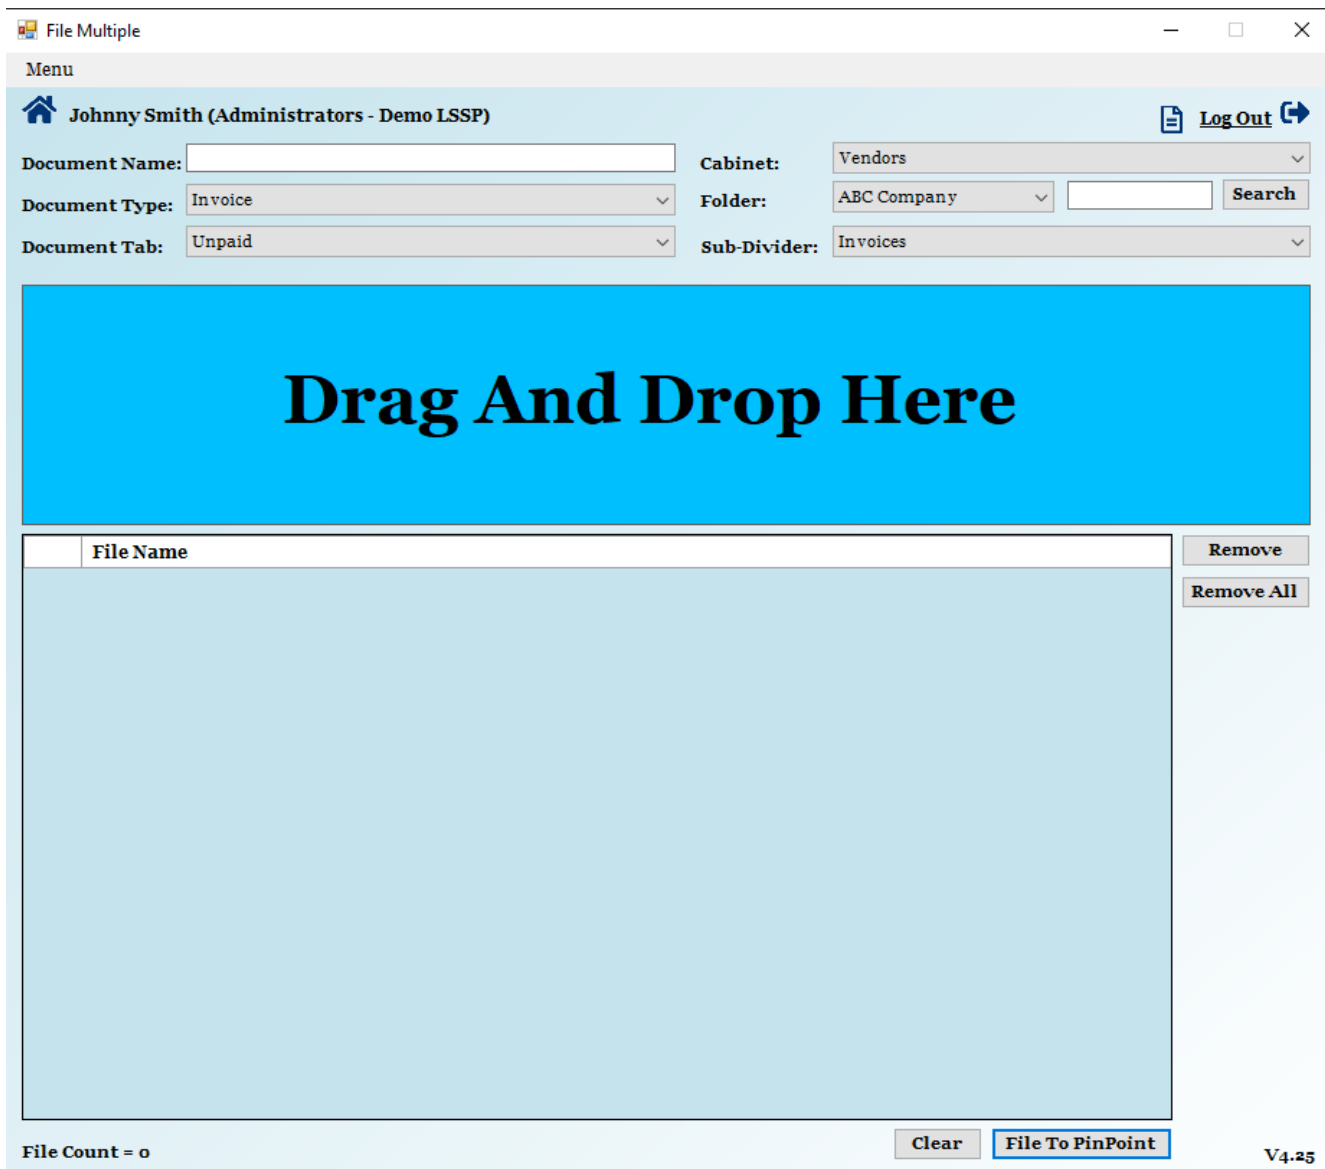 File Multiple
Menu
Johnny Smith (Administrators - Demo LSSP)
Log Out
Document Name:
Cabinet: Vendors
Document Type: Invoice
Folder: ABC Company Search
Document Tab: Unpaid
Sub-Divider: Invoices
Drag And Drop Here
File Name
Remove
Remove All
File Count = 0
Clear
File To PinPoint
V4.25